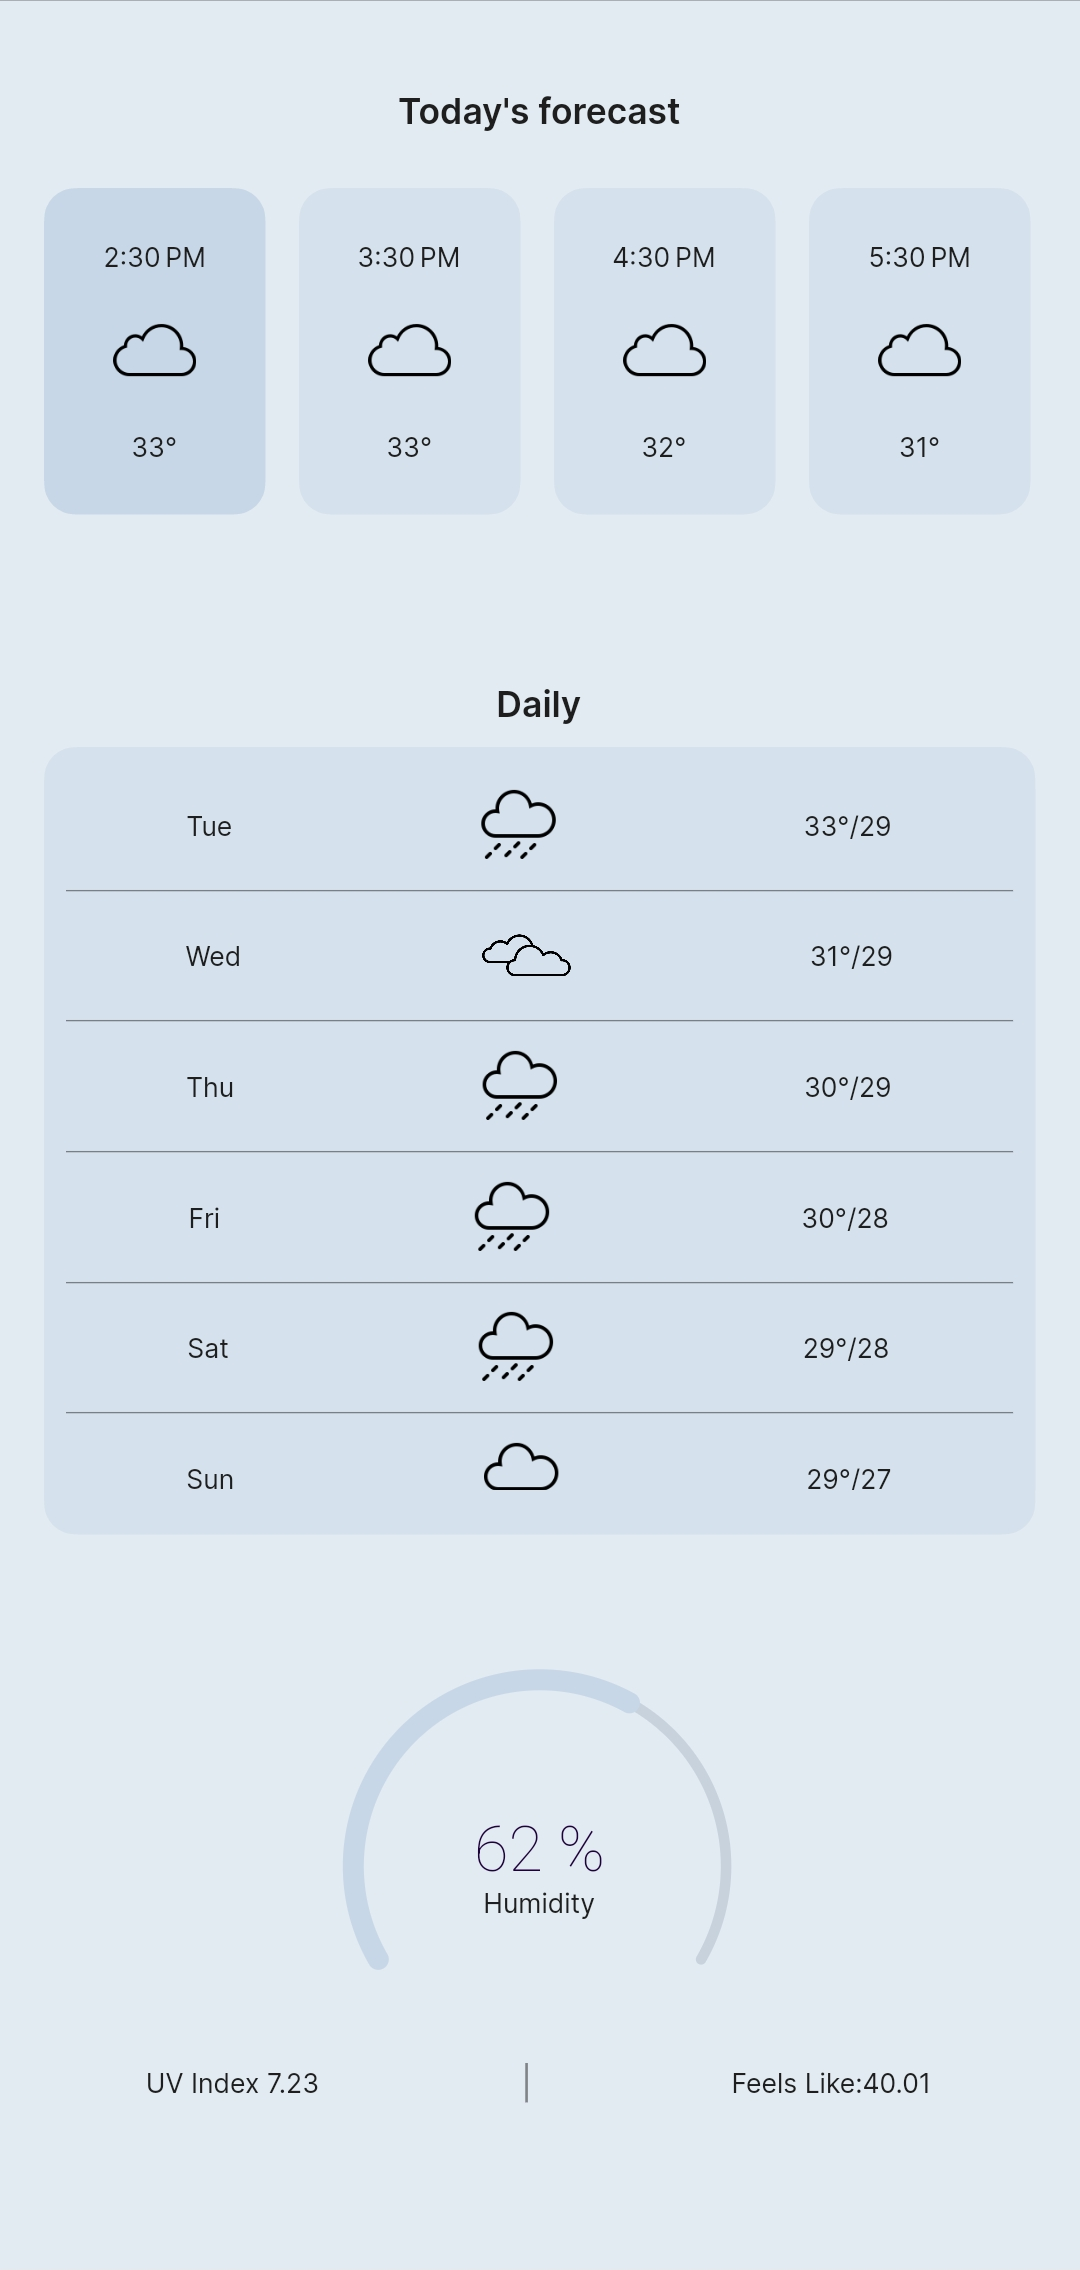 Today's forecast
2:30 PM 3:30 PM 4:30 PM 5:30 PM
33° 33° 32° 31°
Daily
Tue 33°/29
Wed 31°/29
Thu 30°/29
Fri 30°/28
Sat 29°/28
Sun 29°/27
62 %
Humidity
UV Index 7.23 | Feels Like:40.01